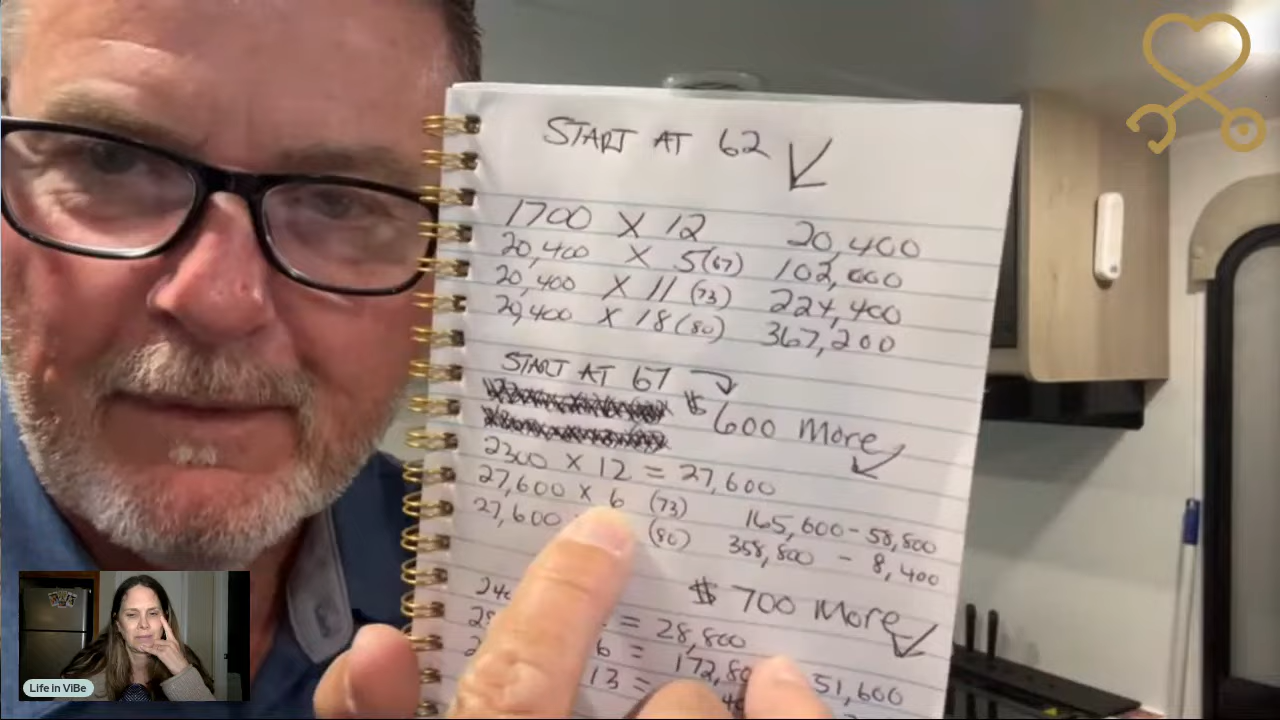 START AT 62
1700 X 12 20,400
20,400 X 5(67) 102,000
20,400 X 11 (73) 224,400
20,400 X 18(80) 367,200
START AT 67
$600 More
2300 X 12 = 27,600
27,600 X 6 (73) 165,600-58,800
27,600 (80) 358,800 - 8,400
$700 More
= 28,800
6 = 51,600
13 =
Life in ViBe